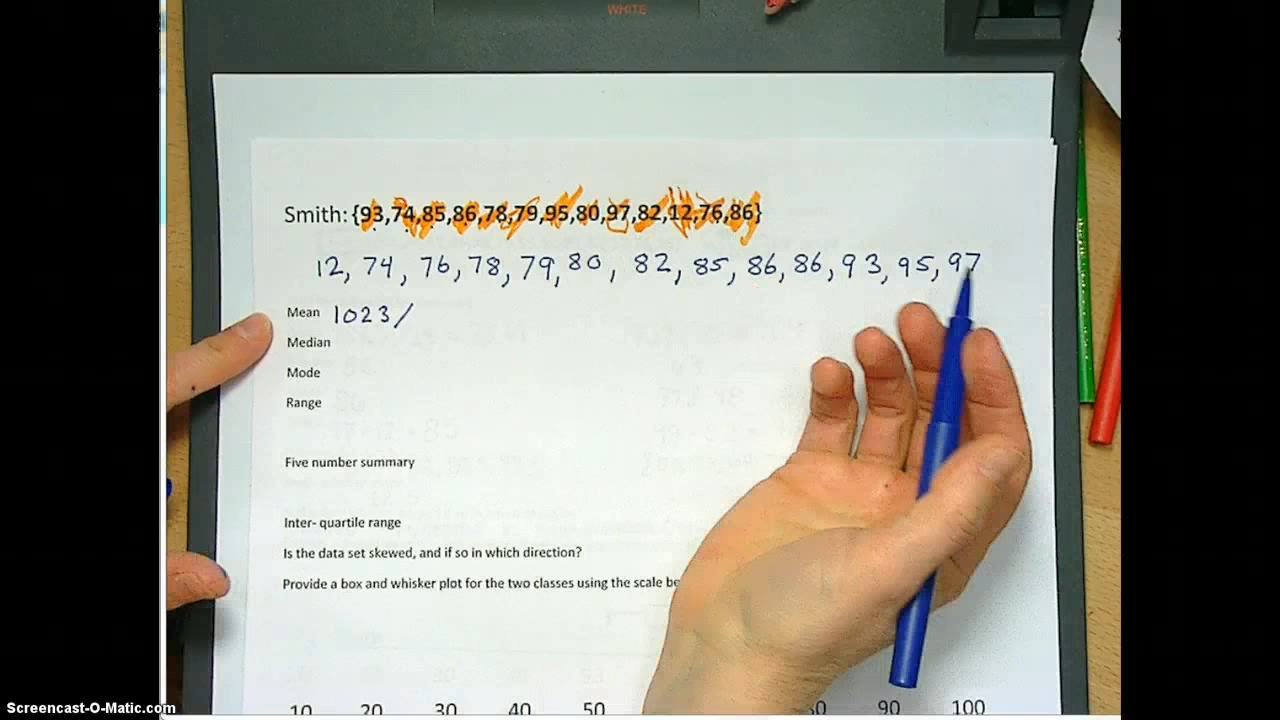 WHITE
Smith: {93,74,85,86,78,79,95,80,97,82,12,76,86}
12, 74, 76, 78, 79, 80, 82, 85, 86, 86, 93, 95, 97
Mean 1023/
Median
Mode
Range
Five number summary
Inter- quartile range
Is the data set skewed, and if so in which direction?
Provide a box and whisker plot for the two classes using the scale be
10 20 30 40 50 90 100
Screencast-O-Matic.com